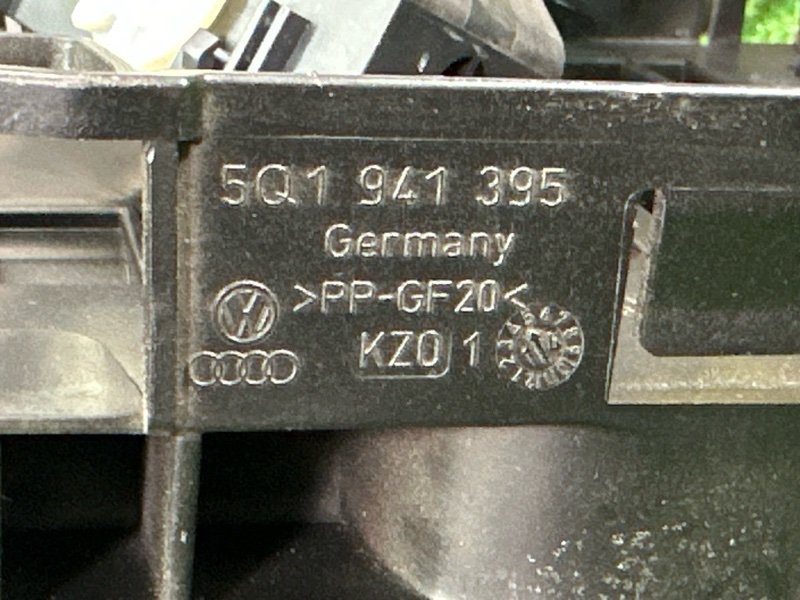 5Q1 941 395
Germany
>PP-GF20<
KZ0 1